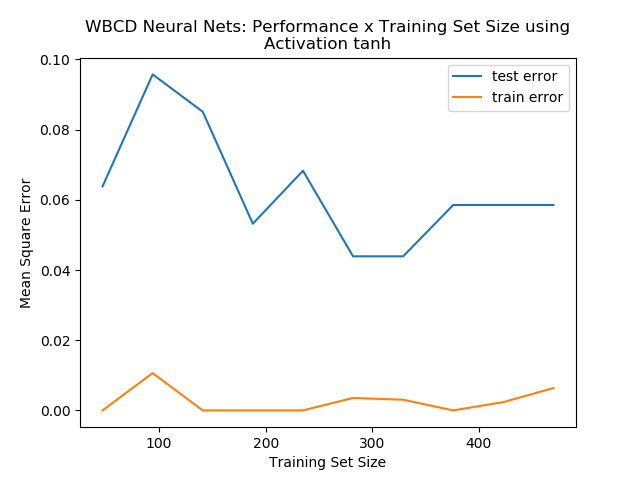 WBCD Neural Nets: Performance x Training Set Size using
Activation tanh
test error
train error
Mean Square Error
0.10
0.08
0.06
0.04
0.02
0.00
100
200
300
400
Training Set Size